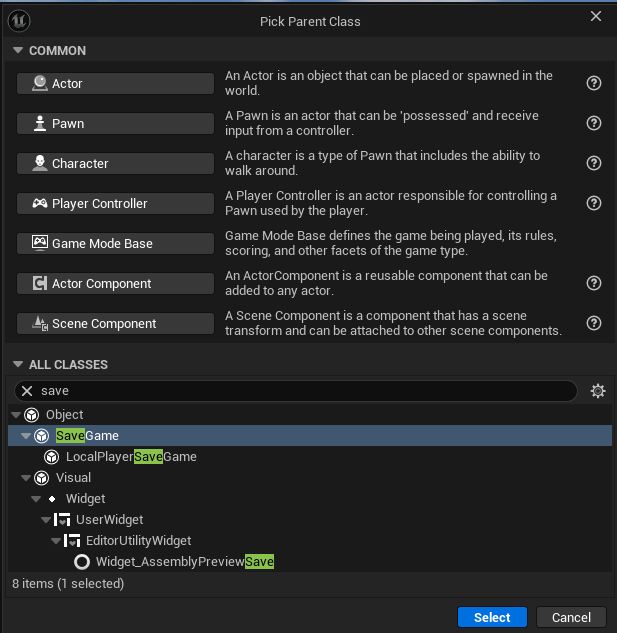 Pick Parent Class
COMMON
Actor
An Actor is an object that can be placed or spawned in the
world.
Pawn
A Pawn is an actor that can be 'possessed' and receive
input from a controller.
Character
A character is a type of Pawn that includes the ability to
walk around.
Player Controller
A Player Controller is an actor responsible for controlling a
Pawn used by the player.
Game Mode Base
Game Mode Base defines the game being played, its rules,
scoring, and other facets of the game type.
Actor Component
An ActorComponent is a reusable component that can be
added to any actor.
Scene Component
A Scene Component is a component that has a scene
transform and can be attached to other scene components.
ALL CLASSES
save
Object
SaveGame
LocalPlayerSaveGame
Visual
Widget
UserWidget
EditorUtilityWidget
Widget_AssemblyPreviewSave
8 items (1 selected)
Select
Cancel